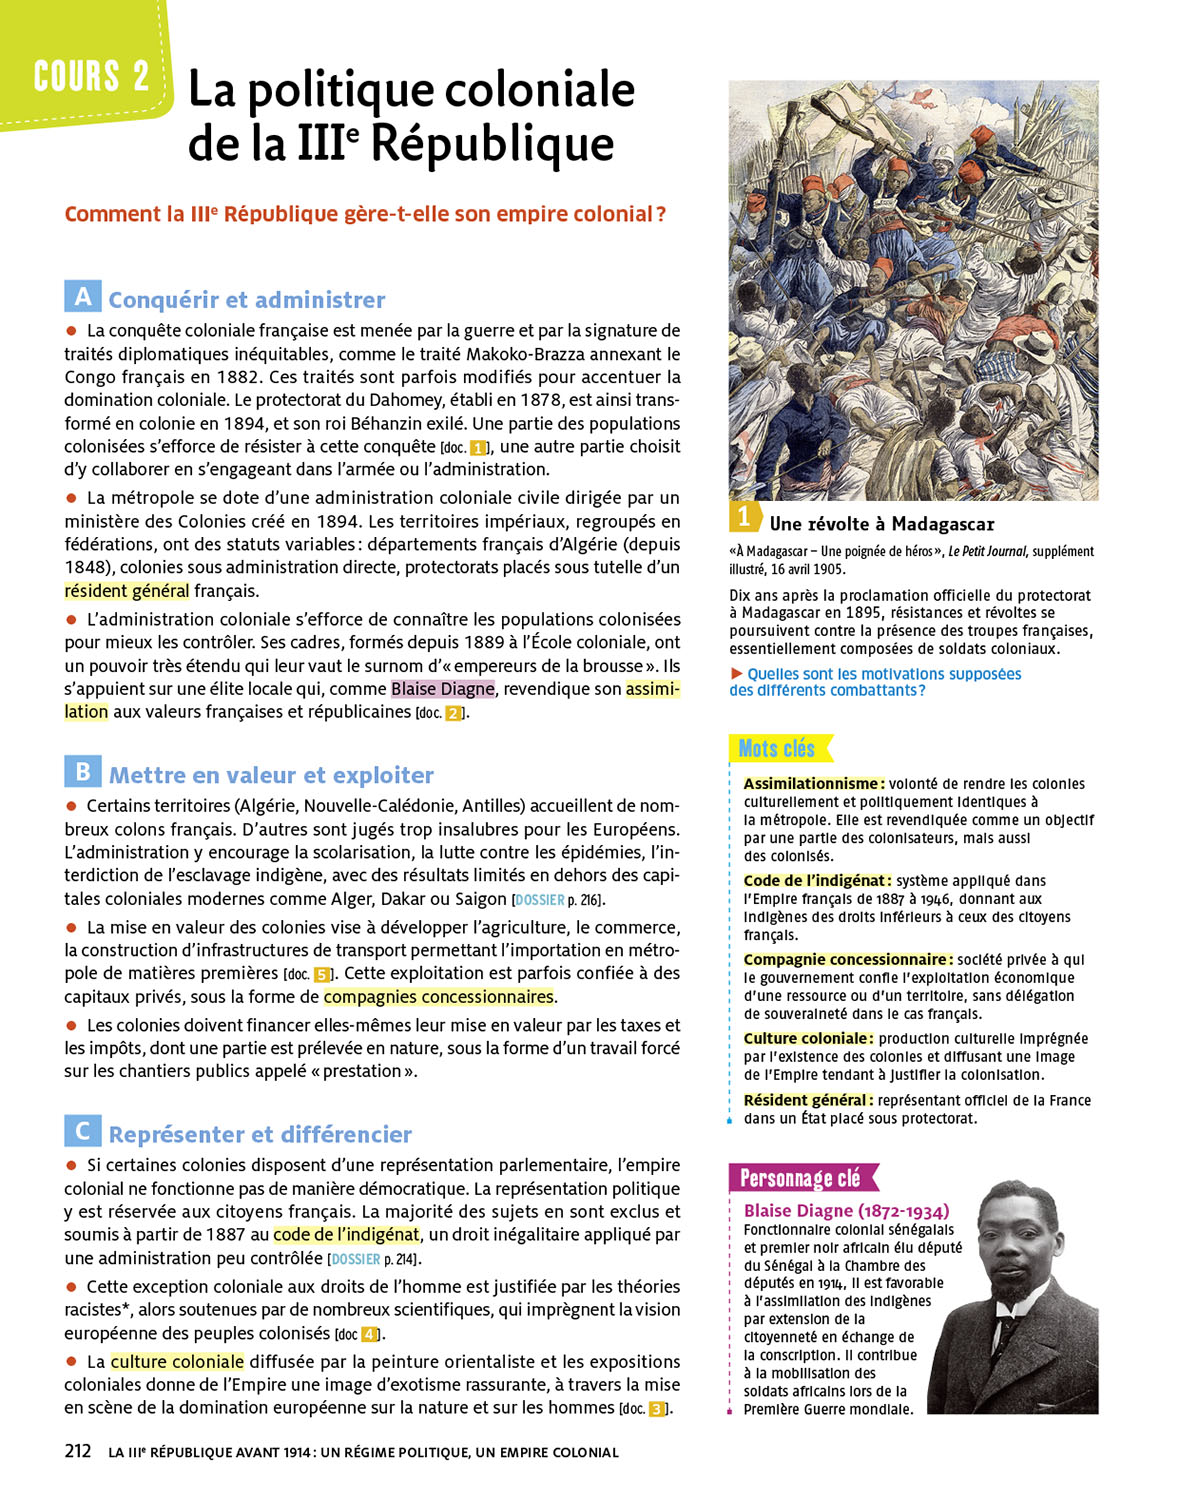 COURS 2
La politique coloniale
de la IIIe République
Comment la IIIe République gère-t-elle son empire colonial ?
A Conquérir et administrer
• La conquête coloniale française est menée par la guerre et par la signature de
traités diplomatiques inéquitables, comme le traité Makoko-Brazza annexant le
Congo français en 1882. Ces traités sont parfois modifiés pour accentuer la
domination coloniale. Le protectorat du Dahomey, établi en 1878, est ainsi trans-
formé en colonie en 1894, et son roi Béhanzin exilé. Une partie des populations
colonisées s'efforce de résister à cette conquête [doc. 1], une autre partie choisit
d'y collaborer en s'engageant dans l'armée ou l'administration.
• La métropole se dote d'une administration coloniale civile dirigée par un
ministère des Colonies créé en 1894. Les territoires impériaux, regroupés en
fédérations, ont des statuts variables : départements français d'Algérie (depuis
1848), colonies sous administration directe, protectorats placés sous tutelle d'un
résident général français.
• L'administration coloniale s'efforce de connaître les populations colonisées
pour mieux les contrôler. Ses cadres, formés depuis 1889 à l'École coloniale, ont
un pouvoir très étendu qui leur vaut le surnom d'« empereurs de la brousse ». Ils
s'appuient sur une élite locale qui, comme Blaise Diagne, revendique son assimi-
lation aux valeurs françaises et républicaines [doc. 2].
B Mettre en valeur et exploiter
• Certains territoires (Algérie, Nouvelle-Calédonie, Antilles) accueillent de nom-
breux colons français. D'autres sont jugés trop insalubres pour les Européens.
L'administration y encourage la scolarisation, la lutte contre les épidémies, l'in-
terdiction de l'esclavage indigène, avec des résultats limités en dehors des capi-
tales coloniales modernes comme Alger, Dakar ou Saigon [DOSSIER p. 216].
• La mise en valeur des colonies vise à développer l'agriculture, le commerce,
la construction d'infrastructures de transport permettant l'importation en métro-
pole de matières premières [doc. 5]. Cette exploitation est parfois confiée à des
capitaux privés, sous la forme de compagnies concessionnaires.
• Les colonies doivent financer elles-mêmes leur mise en valeur par les taxes et
les impôts, dont une partie est prélevée en nature, sous la forme d'un travail forcé
sur les chantiers publics appelé « prestation ».
C Représenter et différencier
• Si certaines colonies disposent d'une représentation parlementaire, l'empire
colonial ne fonctionne pas de manière démocratique. La représentation politique
y est réservée aux citoyens français. La majorité des sujets en sont exclus et
soumis à partir de 1887 au code de l'indigénat, un droit inégalitaire appliqué par
une administration peu contrôlée [DOSSIER p. 214].
• Cette exception coloniale aux droits de l'homme est justifiée par les théories
racistes*, alors soutenues par de nombreux scientifiques, qui imprègnent la vision
européenne des peuples colonisés [doc 4].
• La culture coloniale diffusée par la peinture orientaliste et les expositions
coloniales donne de l'Empire une image d'exotisme rassurante, à travers la mise
en scène de la domination européenne sur la nature et sur les hommes [doc. 3].
1 Une révolte à Madagascar
« À Madagascar – Une poignée de héros », Le Petit Journal, supplément
illustré, 16 avril 1905.
Dix ans après la proclamation officielle du protectorat
à Madagascar en 1895, résistances et révoltes se
poursuivent contre la présence des troupes françaises,
essentiellement composées de soldats coloniaux.
► Quelles sont les motivations supposées
des différents combattants ?
Mots clés
Assimilationnisme : volonté de rendre les colonies
culturellement et politiquement identiques à
la métropole. Elle est revendiquée comme un objectif
par une partie des colonisateurs, mais aussi
des colonisés.
Code de l'indigénat : système appliqué dans
l'Empire français de 1887 à 1946, donnant aux
indigènes des droits inférieurs à ceux des citoyens
français.
Compagnie concessionnaire : société privée à qui
le gouvernement confie l'exploitation économique
d'une ressource ou d'un territoire, sans délégation
de souveraineté dans le cas français.
Culture coloniale : production culturelle imprégnée
par l'existence des colonies et diffusant une image
de l'Empire tendant à justifier la colonisation.
Résident général : représentant officiel de la France
dans un État placé sous protectorat.
Personnage clé
Blaise Diagne (1872-1934)
Fonctionnaire colonial sénégalais
et premier noir africain élu député
du Sénégal à la Chambre des
députés en 1914, il est favorable
à l'assimilation des indigènes
par extension de la
citoyenneté en échange de
la conscription. Il contribue
à la mobilisation des
soldats africains lors de la
Première Guerre mondiale.
212 LA IIIe RÉPUBLIQUE AVANT 1914 : UN RÉGIME POLITIQUE, UN EMPIRE COLONIAL